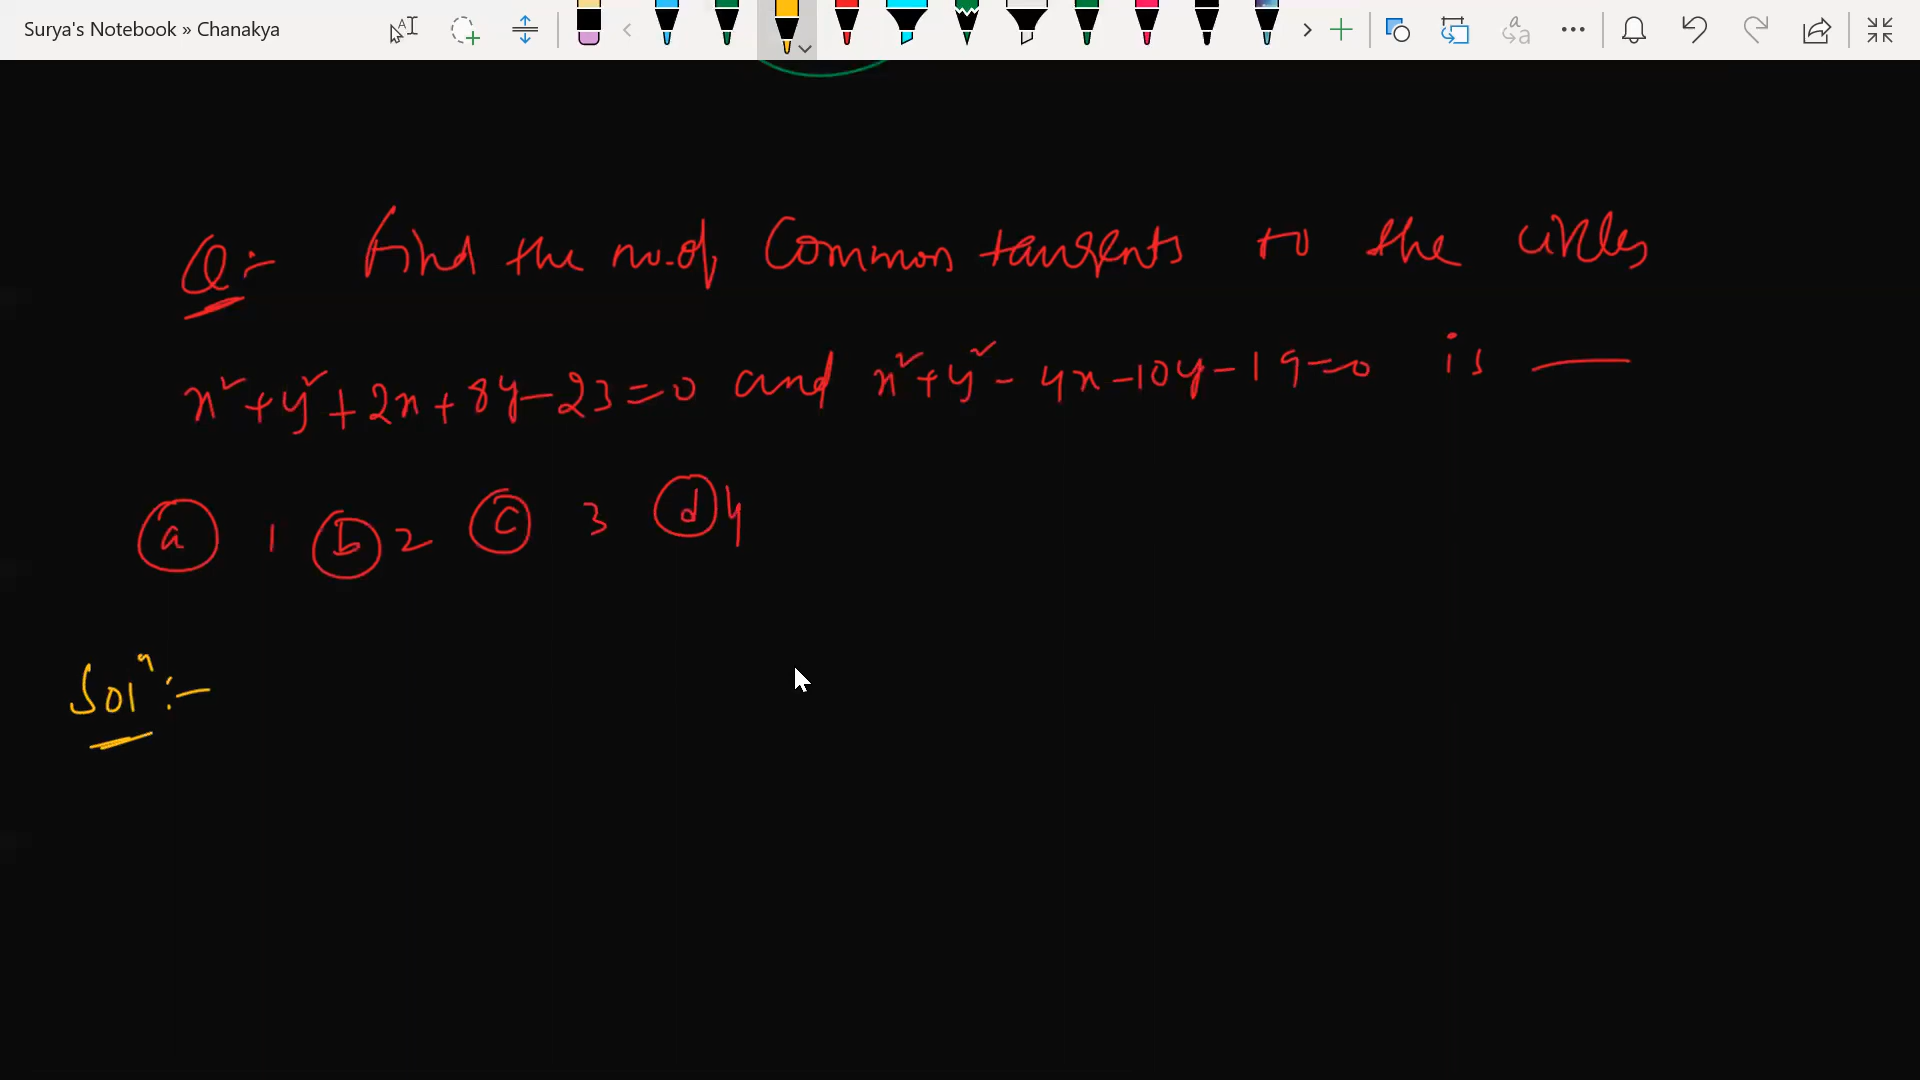 Surya's Notebook » Chanakya
Q:- Find the no. of Common tangents to the circles
x²+y²+2x+8y-23=0 and x²+y²-4x-10y-19=0 is ___
ⓐ 1 ⓑ 2 ⓒ 3 ⓓ 4
Solⁿ:-